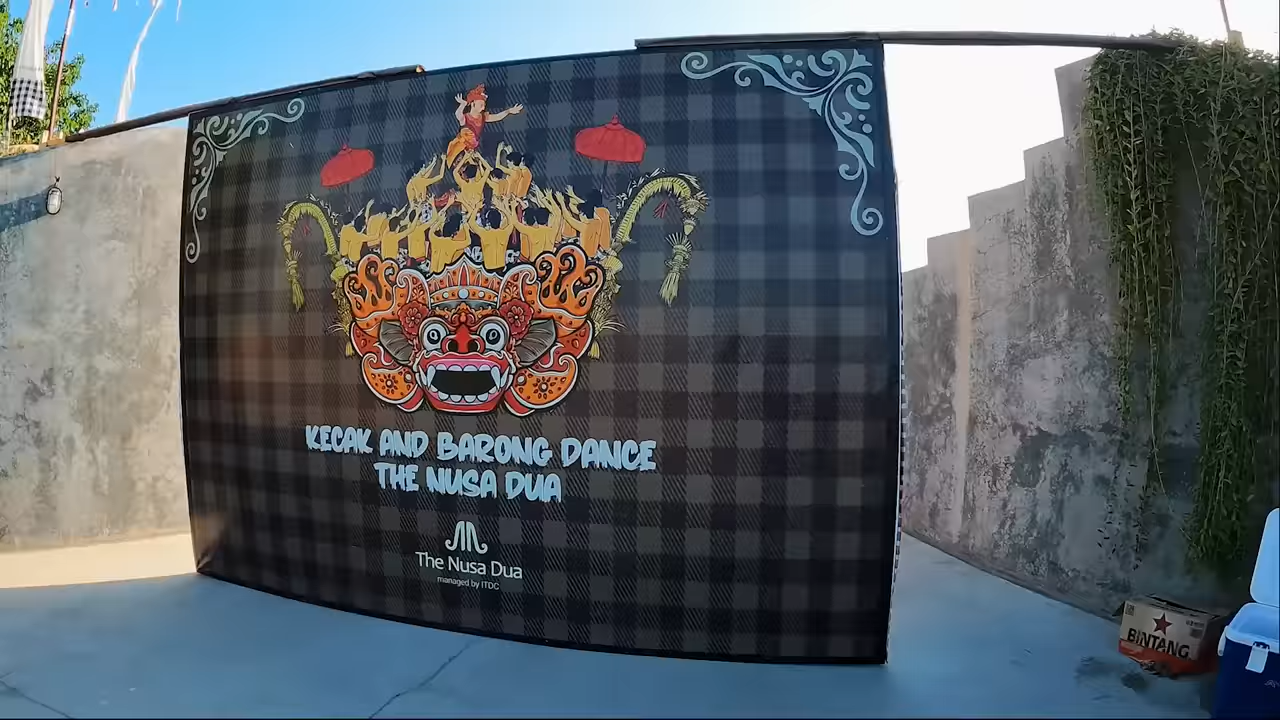 KECAK AND BARONG DANCE
THE NUSA DUA
The Nusa Dua
managed by ITDC
BINTANG